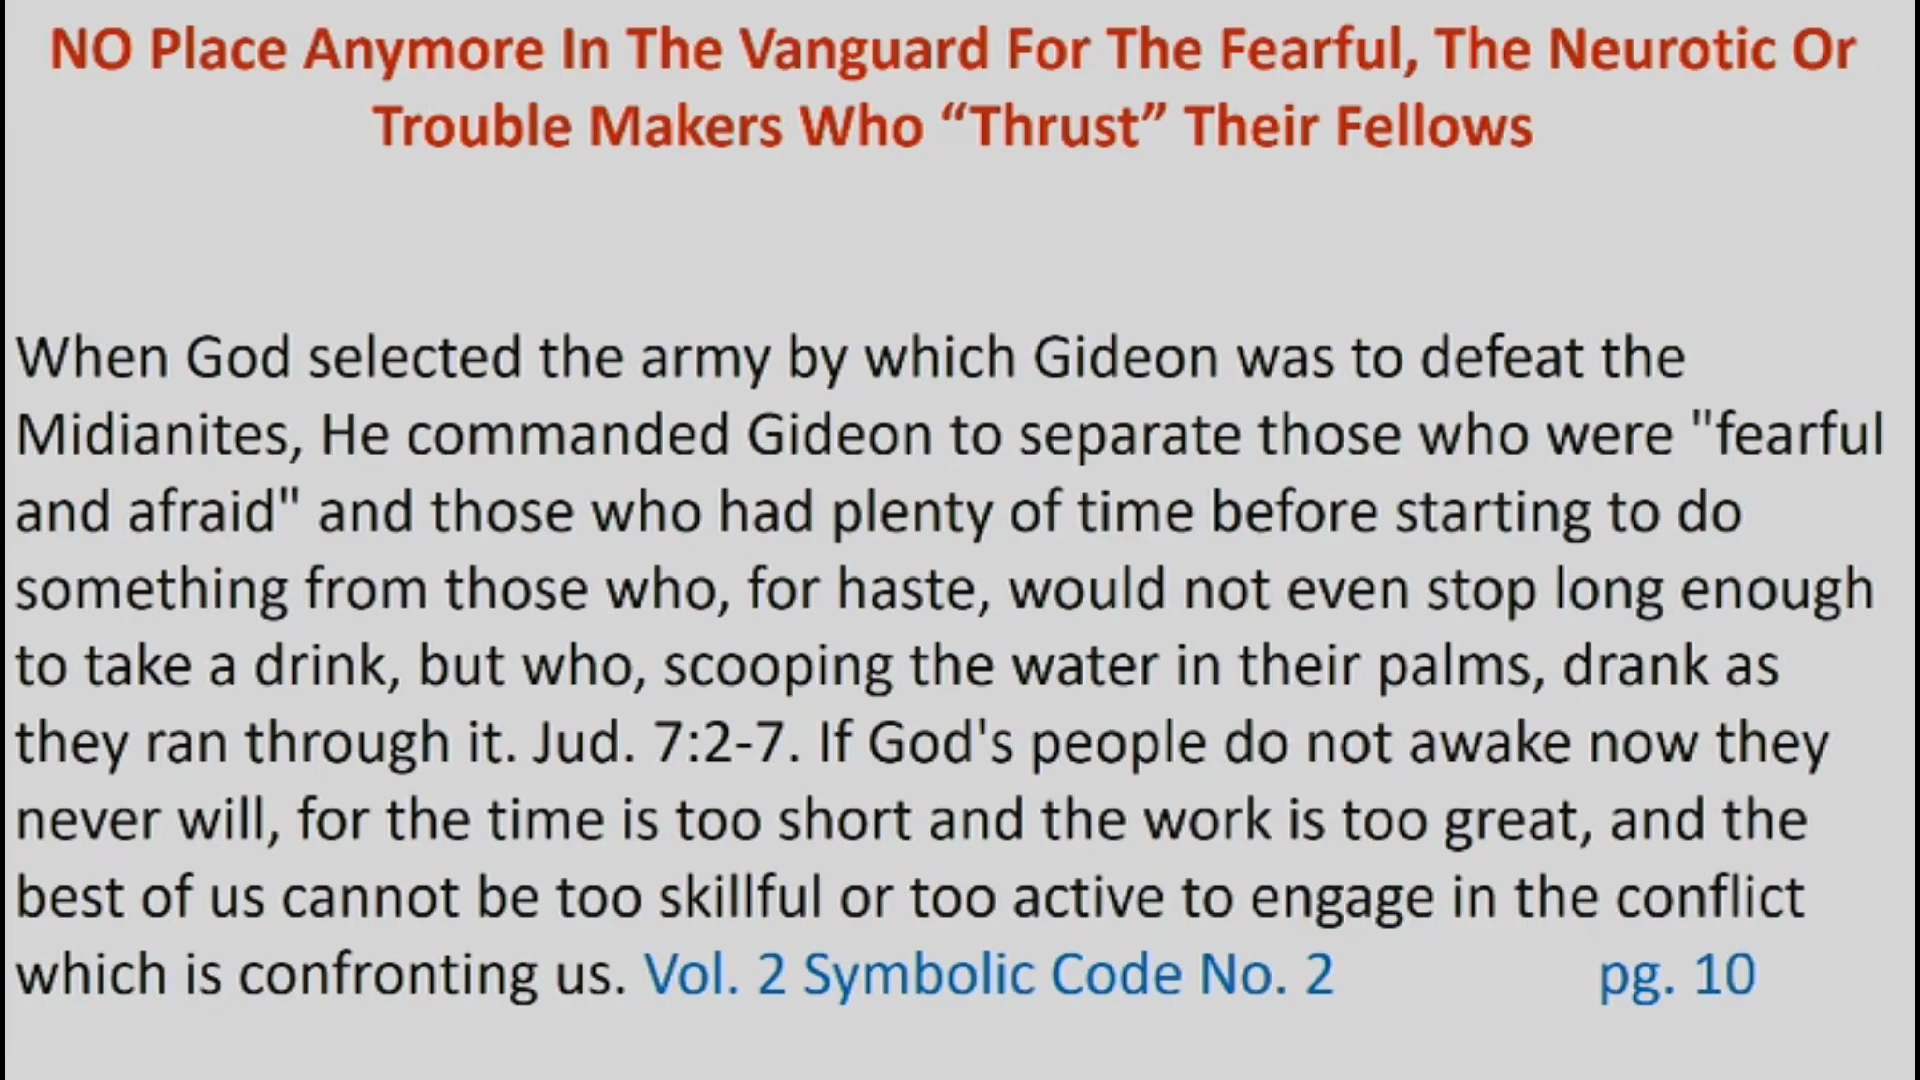 NO Place Anymore In The Vanguard For The Fearful, The Neurotic Or
Trouble Makers Who “Thrust” Their Fellows
When God selected the army by which Gideon was to defeat the
Midianites, He commanded Gideon to separate those who were "fearful
and afraid" and those who had plenty of time before starting to do
something from those who, for haste, would not even stop long enough
to take a drink, but who, scooping the water in their palms, drank as
they ran through it. Jud. 7:2-7. If God's people do not awake now they
never will, for the time is too short and the work is too great, and the
best of us cannot be too skillful or too active to engage in the conflict
which is confronting us. Vol. 2 Symbolic Code No. 2 pg. 10